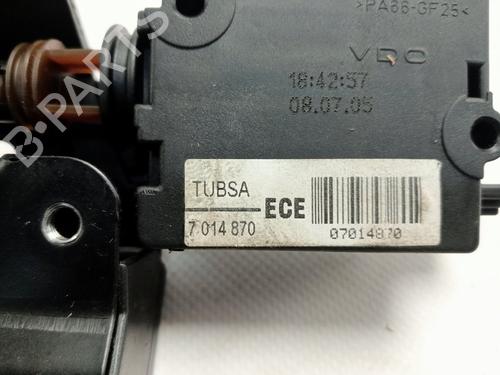 >PA66-GF25<
VDO
18:42:57
08.07.05
TUBSA
ECE
7 014 870
07014870
B-PARTS